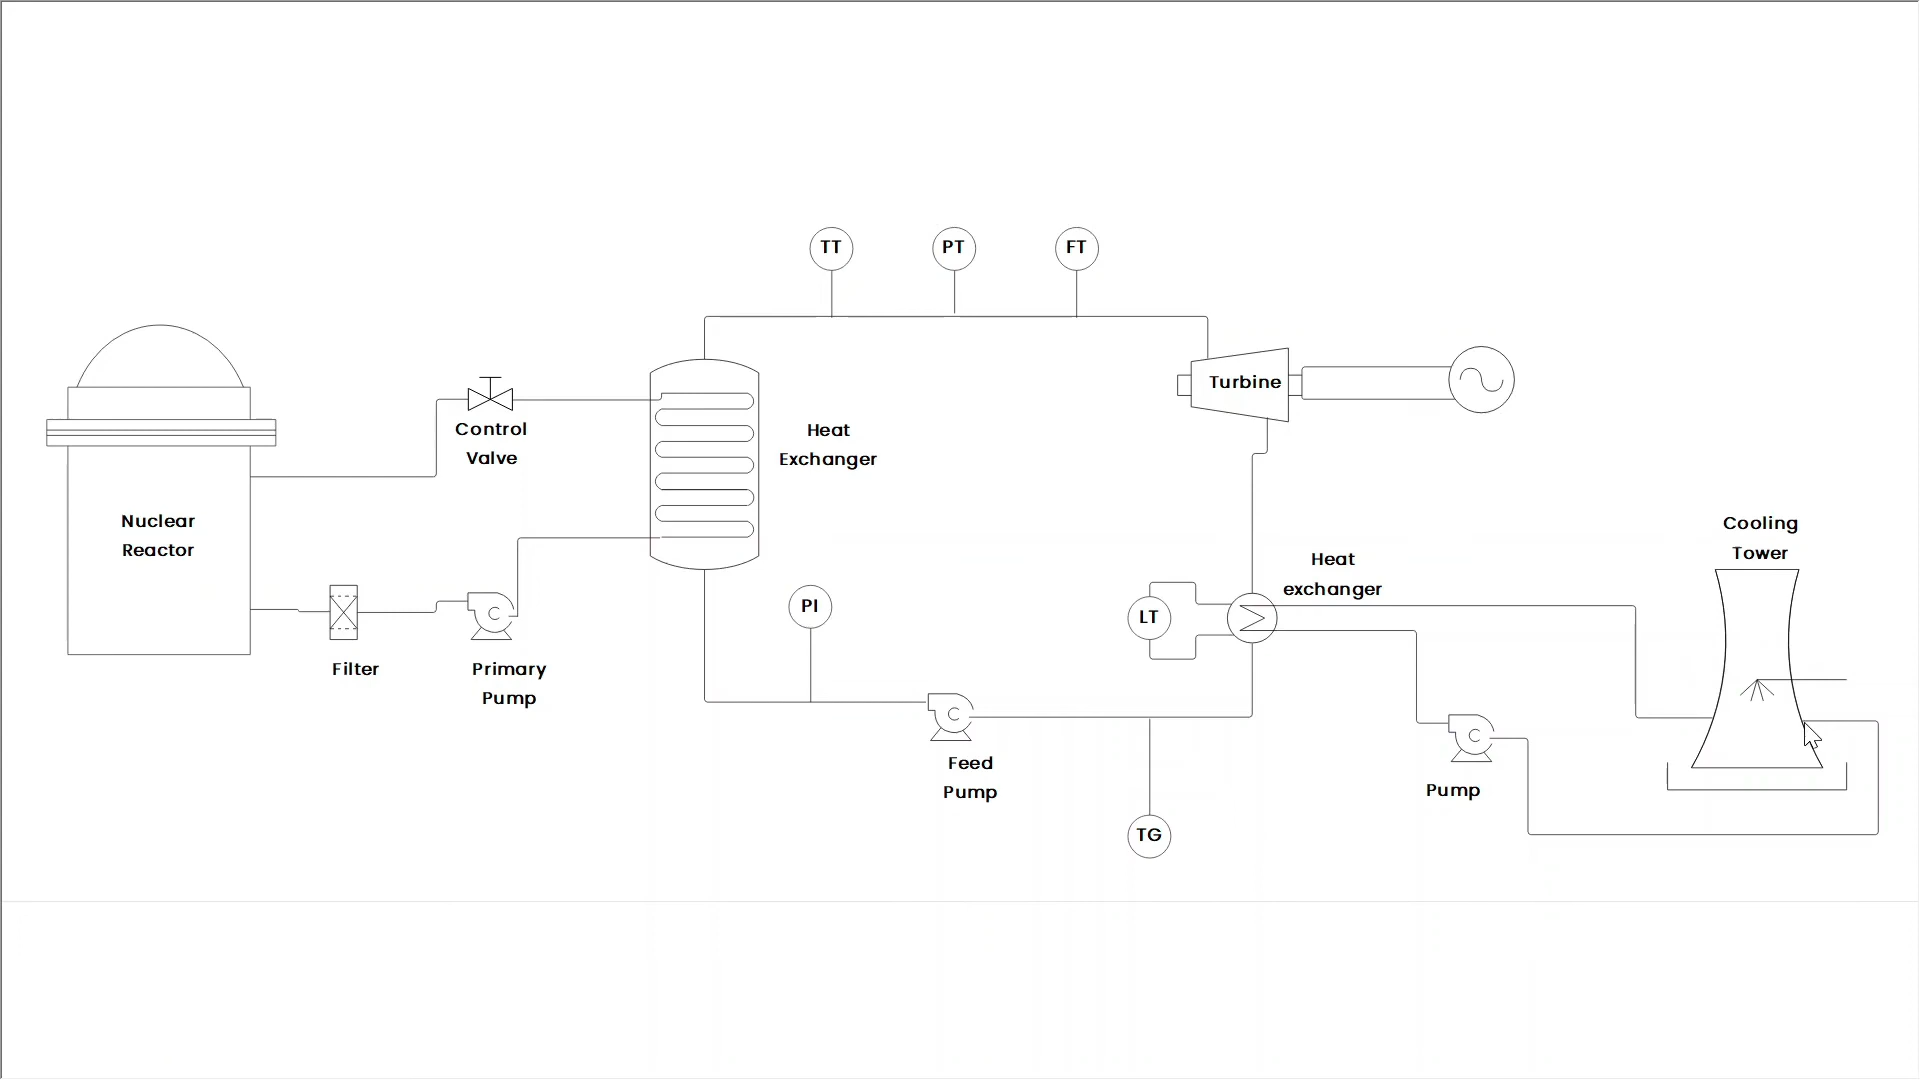 TT
PT
FT
Turbine
Control
Valve
Heat
Exchanger
Nuclear
Reactor
Cooling
Tower
Heat
exchanger
PI
LT
C
Filter
Primary
Pump
C
C
Feed
Pump
Pump
TG